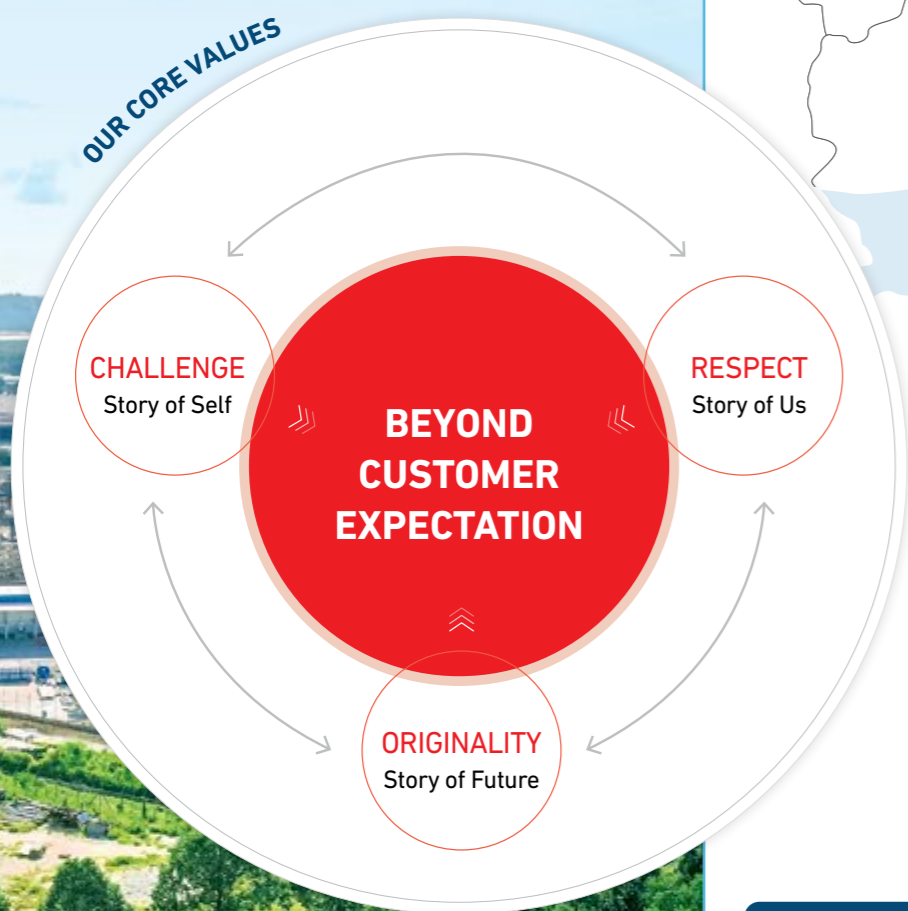 OUR CORE VALUES
CHALLENGE
Story of Self
RESPECT
Story of Us
BEYOND
CUSTOMER
EXPECTATION
ORIGINALITY
Story of Future